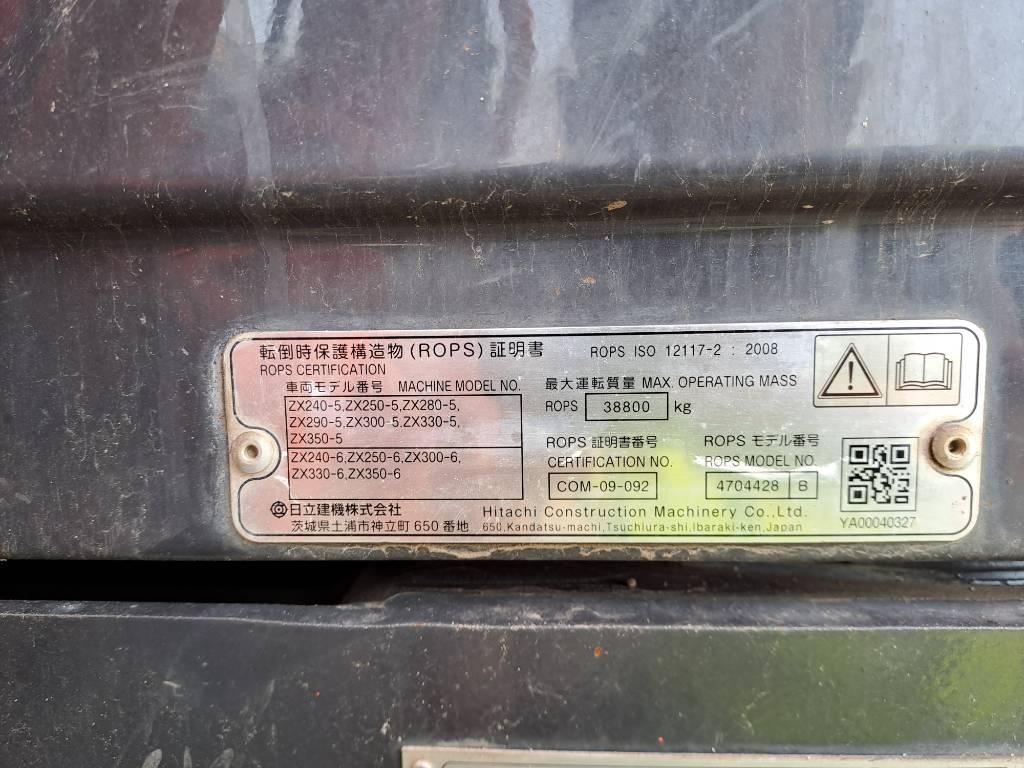 転倒時保護構造物 (ROPS) 証明書
ROPS ISO 12117-2 : 2008
ROPS CERTIFICATION
車両モデル番号 MACHINE MODEL NO.
ZX240-5,ZX250-5,ZX280-5,
ZX290-5,ZX300-5,ZX330-5,
ZX350-5
ZX240-6,ZX250-6,ZX300-6,
ZX330-6,ZX350-6
最大運転質量 MAX. OPERATING MASS
ROPS 38800 kg
ROPS 証明書番号
CERTIFICATION NO.
COM-09-092
ROPS モデル番号
ROPS MODEL NO.
4704428 B
YA00040327
日立建機株式会社
茨城県土浦市神立町 650 番地
Hitachi Construction Machinery Co.,Ltd.
650,Kandatsu-machi,Tsuchiura-shi,Ibaraki-ken,Japan